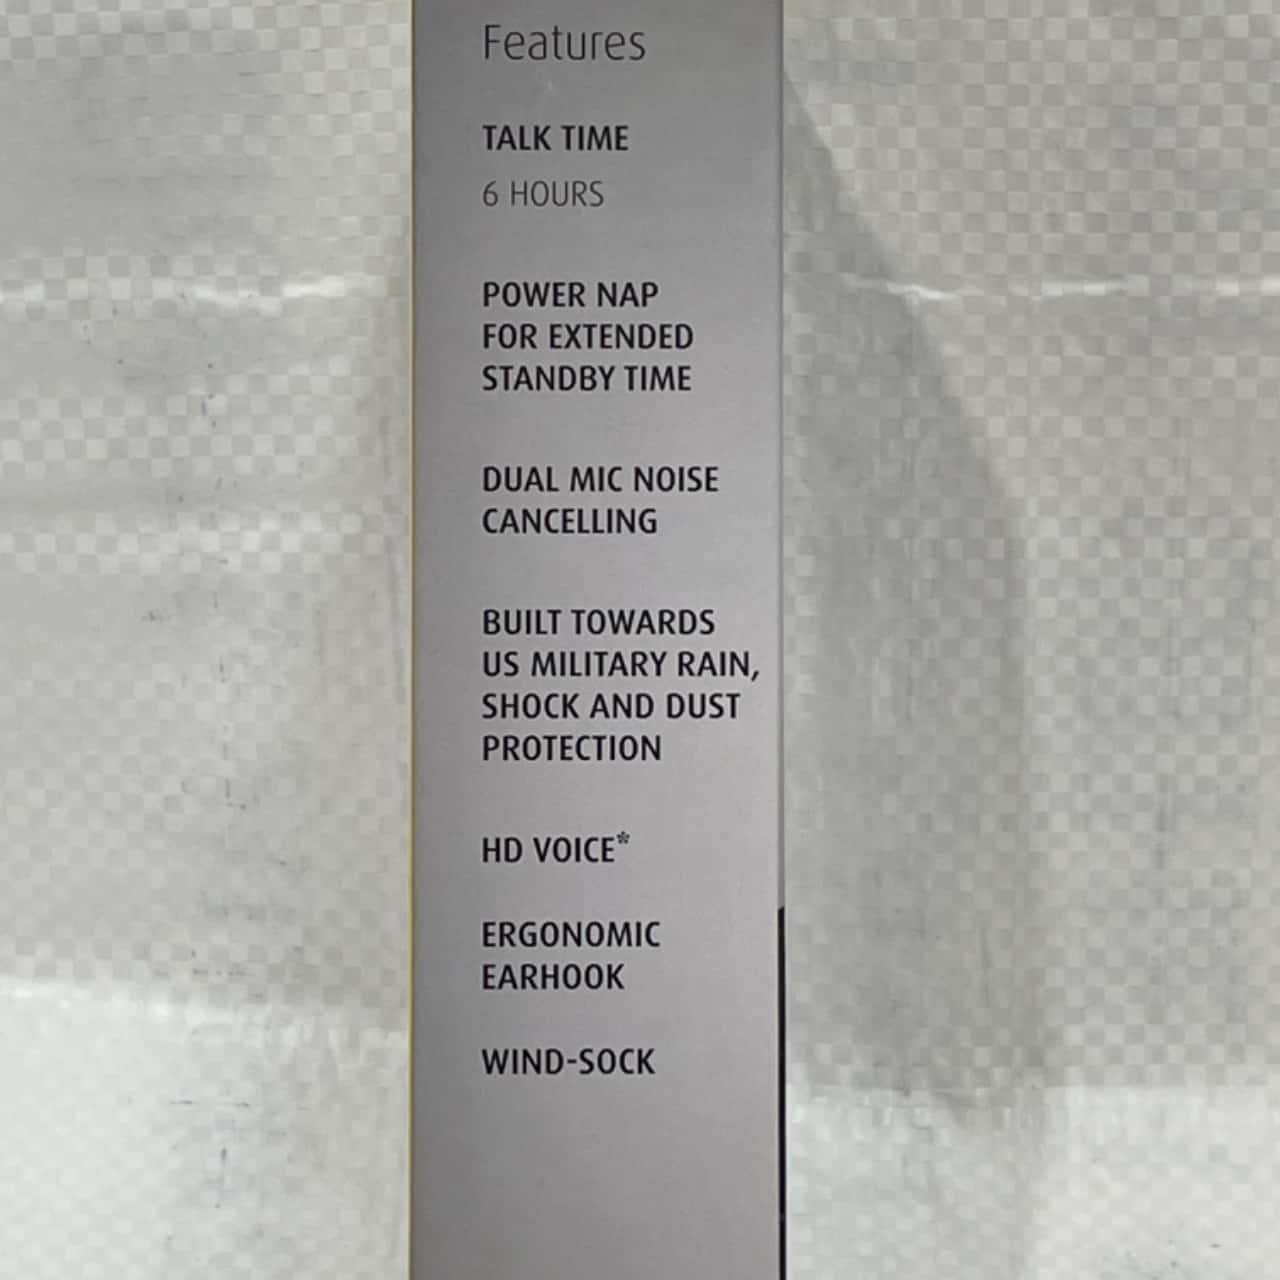 Features
TALK TIME
6 HOURS
POWER NAP
FOR EXTENDED
STANDBY TIME
DUAL MIC NOISE
CANCELLING
BUILT TOWARDS
US MILITARY RAIN,
SHOCK AND DUST
PROTECTION
HD VOICE*
ERGONOMIC
EARHOOK
WIND-SOCK